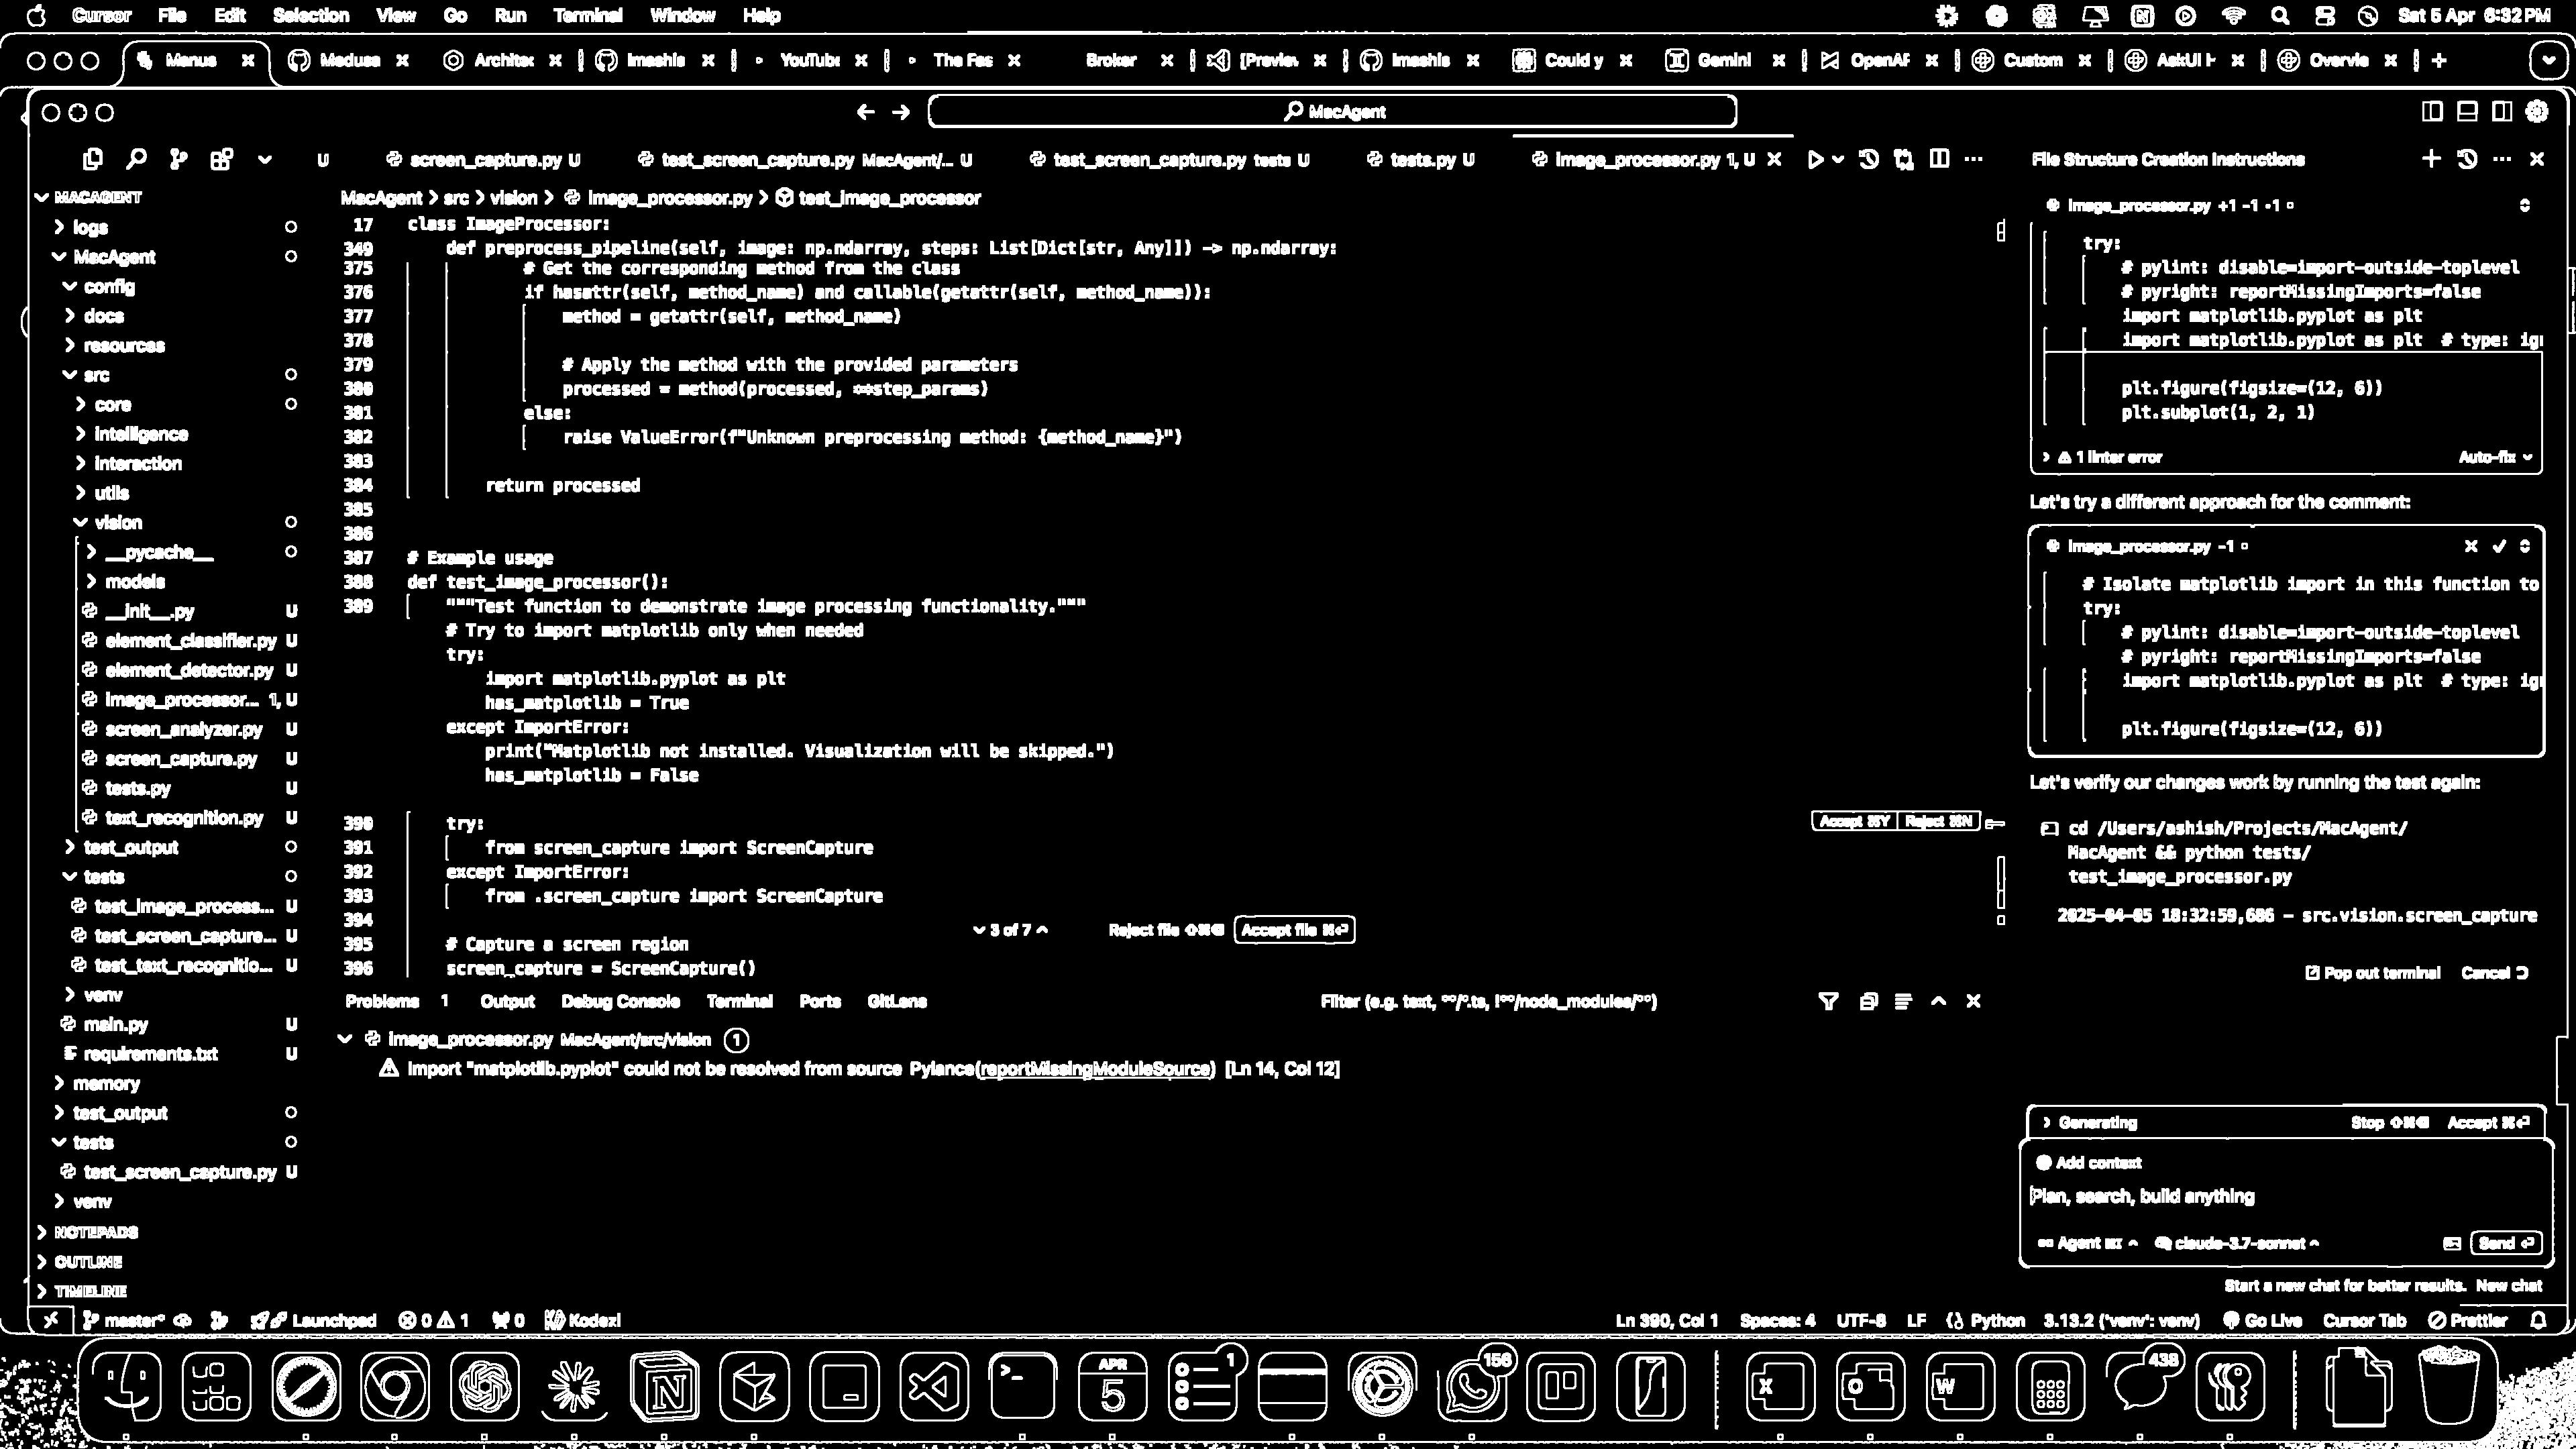 Cursor File Edit Selection View Go Run Terminal Window Help
Sat 5 Apr 6:32 PM
Manus
Medusa
Architec
Imashis
YouTube
The Fas
Broker
[Preview
Imashis
Could y
Gemini
OpenAF
Custom
AskUI H
Overvie
MacAgent
U
screen_capture.py U
test_screen_capture.py MacAgent/... U
test_screen_capture.py tests U
tests.py U
image_processor.py 1, U
MACAGENT
logs
MacAgent
config
docs
resources
src
core
intelligence
interaction
utils
vision
__pycache__
models
__init__.py U
element_classifier.py U
element_detector.py U
image_processor... 1, U
screen_analyzer.py U
screen_capture.py U
tests.py U
text_recognition.py U
test_output
tests
test_image_process... U
test_screen_capture... U
test_text_recognitio... U
venv
main.py U
requirements.txt U
memory
test_output
tests
test_screen_capture.py U
venv
NOTEPADS
OUTLINE
TIMELINE
MacAgent > src > vision > image_processor.py > test_image_processor
17 class ImageProcessor:
349 def preprocess_pipeline(self, image: np.ndarray, steps: List[Dict[str, Any]]) -> np.ndarray:
375 # Get the corresponding method from the class
376 if hasattr(self, method_name) and callable(getattr(self, method_name)):
377 method = getattr(self, method_name)
378
379 # Apply the method with the provided parameters
380 processed = method(processed, **step_params)
381 else:
382 raise ValueError(f"Unknown preprocessing method: {method_name}")
383
384 return processed
385
386
387 # Example usage
388 def test_image_processor():
389 """Test function to demonstrate image processing functionality."""
# Try to import matplotlib only when needed
try:
import matplotlib.pyplot as plt
has_matplotlib = True
except ImportError:
print("Matplotlib not installed. Visualization will be skipped.")
has_matplotlib = False
390 try:
Accept ⌘Y Reject ⌘N
391 from screen_capture import ScreenCapture
392 except ImportError:
393 from .screen_capture import ScreenCapture
394
3 of 7 Reject file ⇧⌘⌫ Accept file ⌘⏎
395 # Capture a screen region
396 screen_capture = ScreenCapture()
Problems 1 Output Debug Console Terminal Ports GitLens
Filter (e.g. text, **/*.ts, !**/node_modules/**)
image_processor.py MacAgent/src/vision 1
Import "matplotlib.pyplot" could not be resolved from source Pylance(reportMissingModuleSource) [Ln 14, Col 12]
File Structure Creation Instructions
image_processor.py +1 -1
try:
# pylint: disable=import-outside-toplevel
# pyright: reportMissingImports=false
import matplotlib.pyplot as plt
import matplotlib.pyplot as plt # type: ig
plt.figure(figsize=(12, 6))
plt.subplot(1, 2, 1)
1 linter error Auto-fix
Let's try a different approach for the comment:
image_processor.py -1
# Isolate matplotlib import in this function to
try:
# pylint: disable=import-outside-toplevel
# pyright: reportMissingImports=false
import matplotlib.pyplot as plt # type: ig
plt.figure(figsize=(12, 6))
Let's verify our changes work by running the test again:
cd /Users/ashish/Projects/MacAgent/
MacAgent && python tests/
test_image_processor.py
2025-04-05 18:32:59,686 - src.vision.screen_capture
Pop out terminal Cancel
Generating Stop ⇧⌘⌫ Accept ⌘⏎
Add context
Plan, search, build anything
Agent ⌘I claude-3.7-sonnet Send ⏎
Start a new chat for better results. New chat
master* Launchpad 0 1 0 Kodezi
Ln 390, Col 1 Spaces: 4 UTF-8 LF Python 3.13.2 ('venv': venv) Go Live Cursor Tab Prettier
APR
5
1
156
438
N
X
O
W